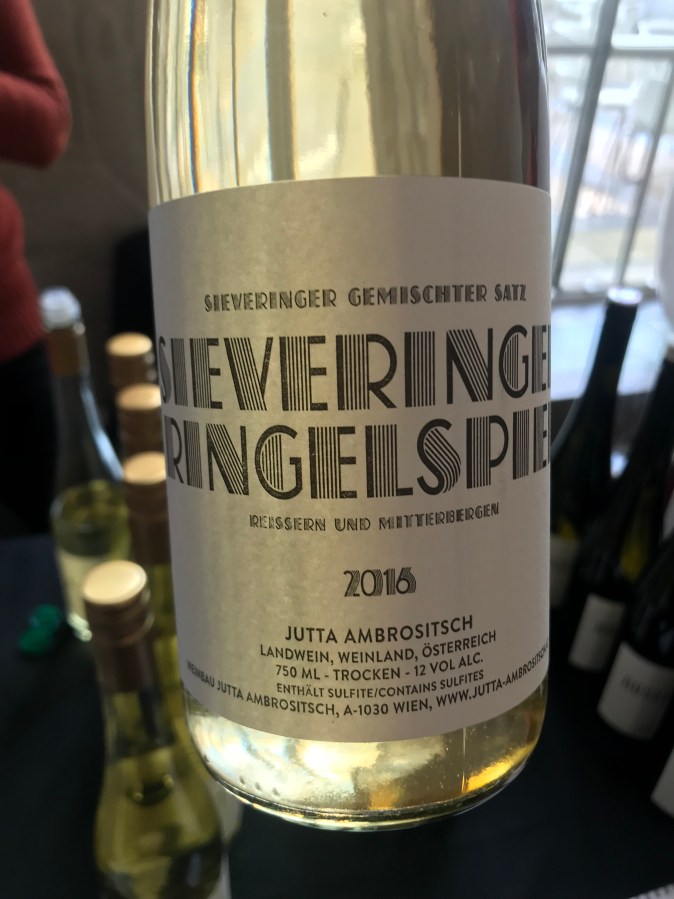 SIEVERINGER GEMISCHTER SATZ
SIEVERINGE
RINGELSPIE
REISSERN UND MITTERBERGEN
2016
JUTTA AMBROSITSCH
LANDWEIN, WEINLAND, ÖSTERREICH
750 ML - TROCKEN - 12 VOL ALC.
ENTHÄLT SULFITE/CONTAINS SULFITES
WEINBAU JUTTA AMBROSITSCH, A-1030 WIEN, WWW.JUTTA-AMBROSITSCH